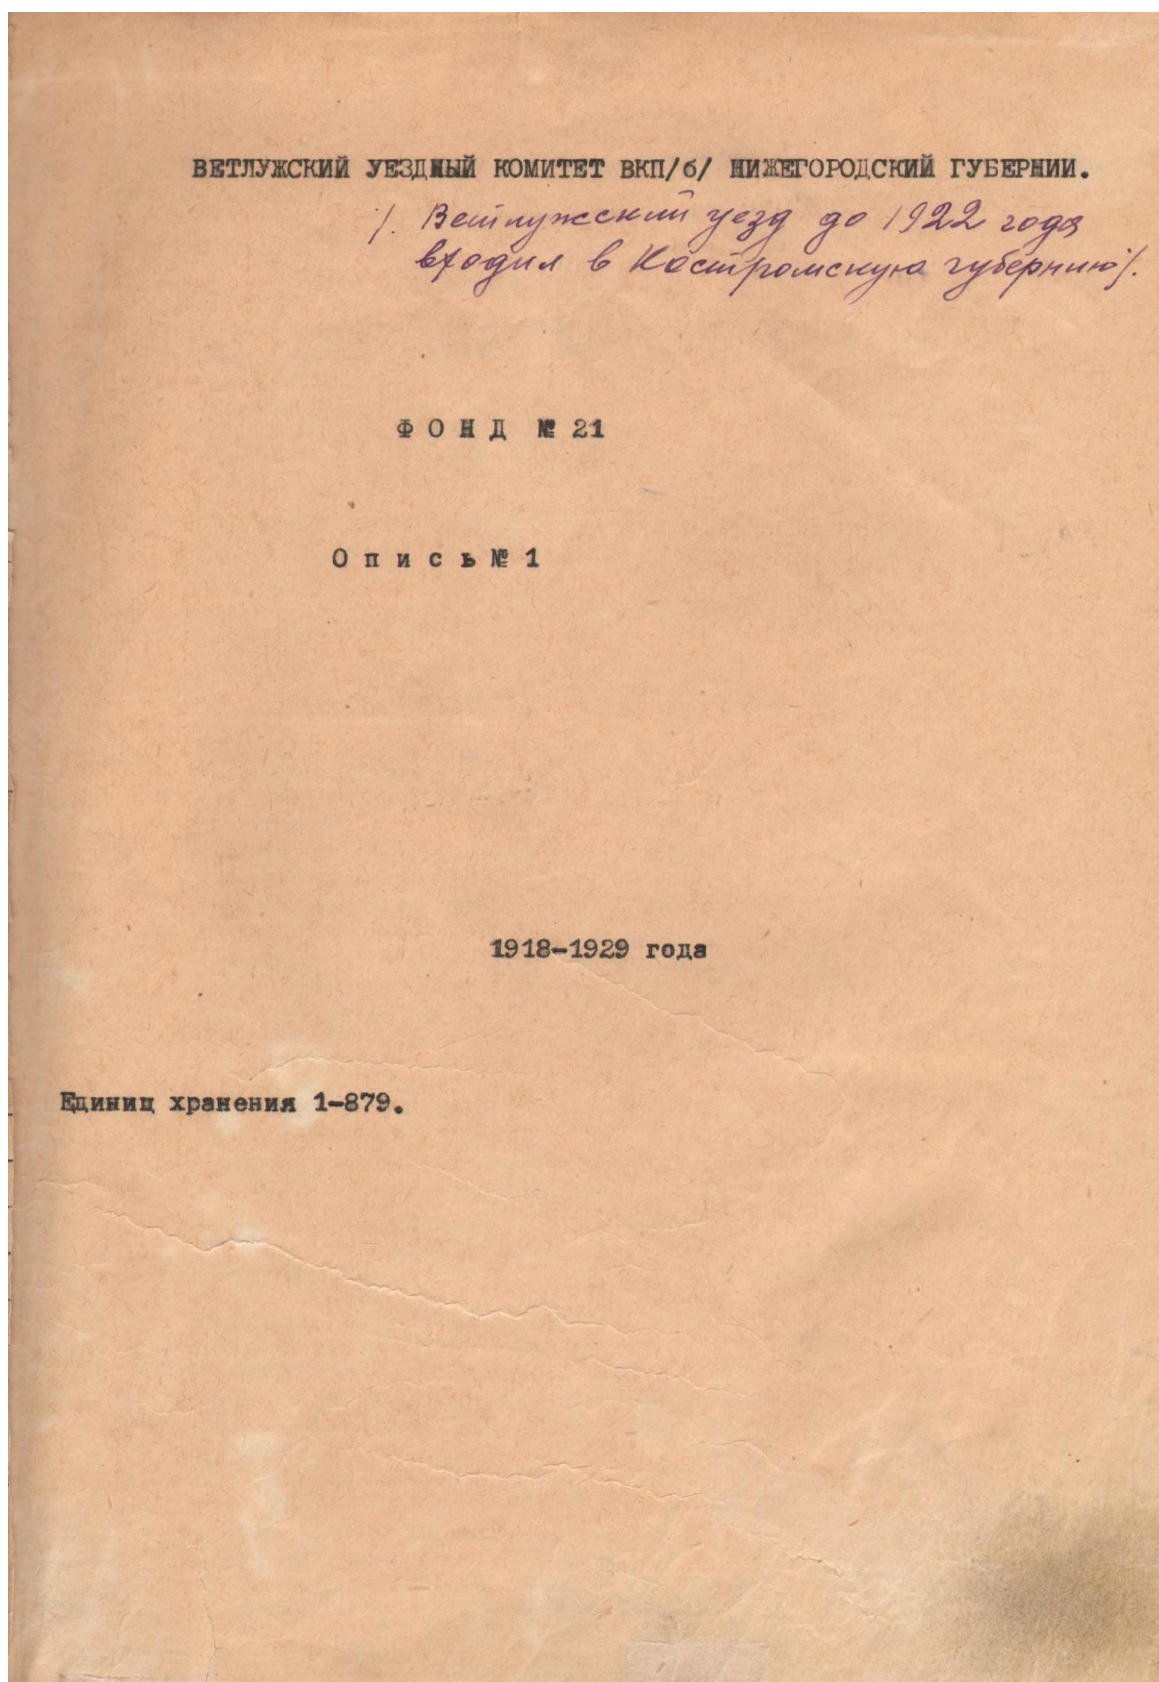 ВЕТЛУЖСКИЙ УЕЗДНЫЙ КОМИТЕТ ВКП/б/ НИЖЕГОРОДСКИЙ ГУБЕРНИИ.
/. Ветлужский уезд до 1922 года
входил в Костромскую губернию/.
ФОНД № 21
Опись № 1
1918-1929 года
Единиц хранения 1-879.